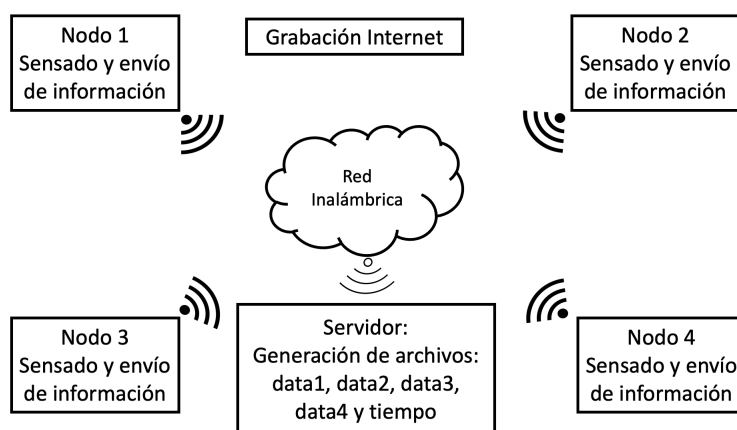 Nodo 1
Sensado y envío
de información
Grabación Internet
Nodo 2
Sensado y envío
de información
Red
Inalámbrica
Nodo 3
Sensado y envío
de información
Servidor:
Generación de archivos:
data1, data2, data3,
data4 y tiempo
Nodo 4
Sensado y envío
de información